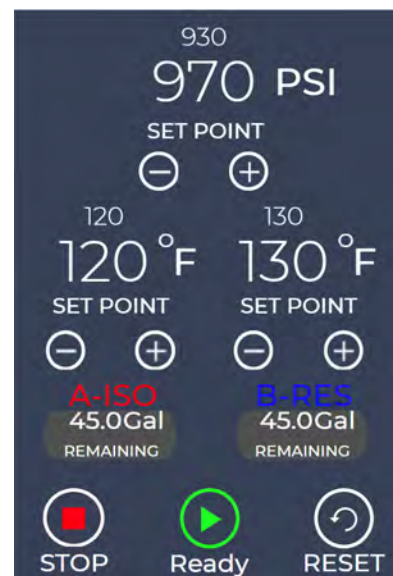 930
970 PSI
SET POINT
120 130
120 °F 130 °F
SET POINT SET POINT
A-ISO B-RES
45.0Gal 45.0Gal
REMAINING REMAINING
STOP Ready RESET